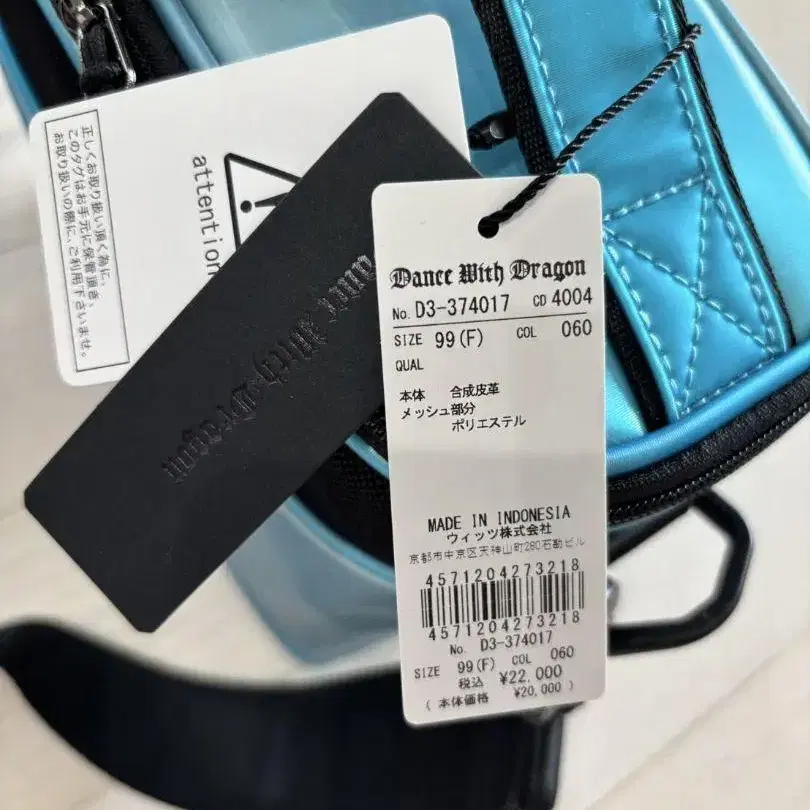 正しくお取り扱い頂く為に、
このタグはお手元に保管頂き、
お取り扱いの際に、ご利用下さいませ。
attention
Dance With Dragon
Dance With Dragon
No. D3-374017 CD 4004
SIZE 99(F) COL 060
QUAL
本体 合成皮革
メッシュ部分
ポリエステル
MADE IN INDONESIA
ウィッツ株式会社
京都市中京区天神山町280石勘ビル
4571204273218
4571204273218
No. D3-374017
SIZE 99(F) COL 060
税込 ¥22,000
( 本体価格 ¥20,000 )